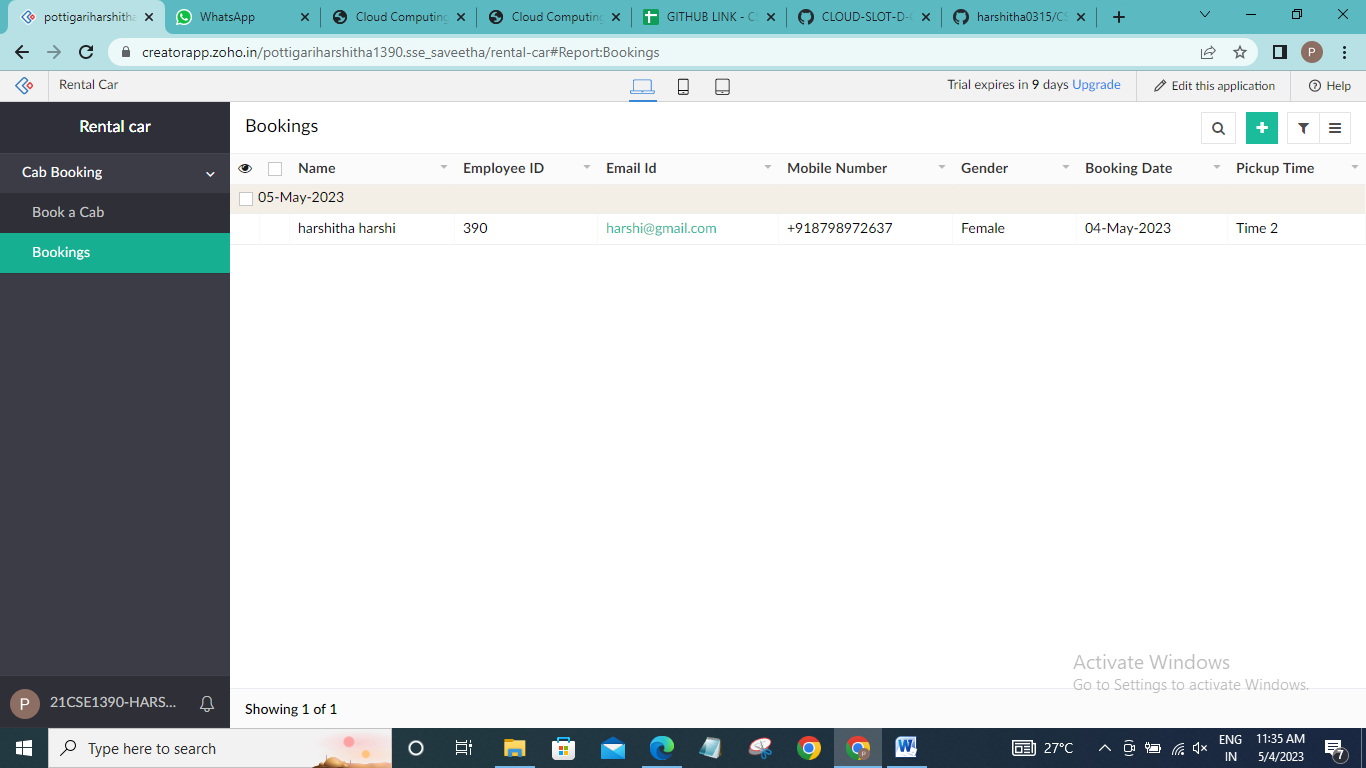 pottigariharshitha
WhatsApp
Cloud Computing
Cloud Computing
GITHUB LINK - CS
CLOUD-SLOT-D-
harshitha0315/CS
creatorapp.zoho.in/pottigariharshitha1390.sse_saveetha/rental-car#Report:Bookings
P
Rental Car
Trial expires in 9 days Upgrade
Edit this application
Help
Rental car
Bookings
Cab Booking
Name Employee ID Email Id Mobile Number Gender Booking Date Pickup Time
05-May-2023
Book a Cab
harshitha harshi 390 harshi@gmail.com +918798972637 Female 04-May-2023 Time 2
Bookings
Activate Windows
Go to Settings to activate Windows.
P 21CSE1390-HARS...
Showing 1 of 1
Type here to search
27°C
ENG
IN
11:35 AM
5/4/2023
7